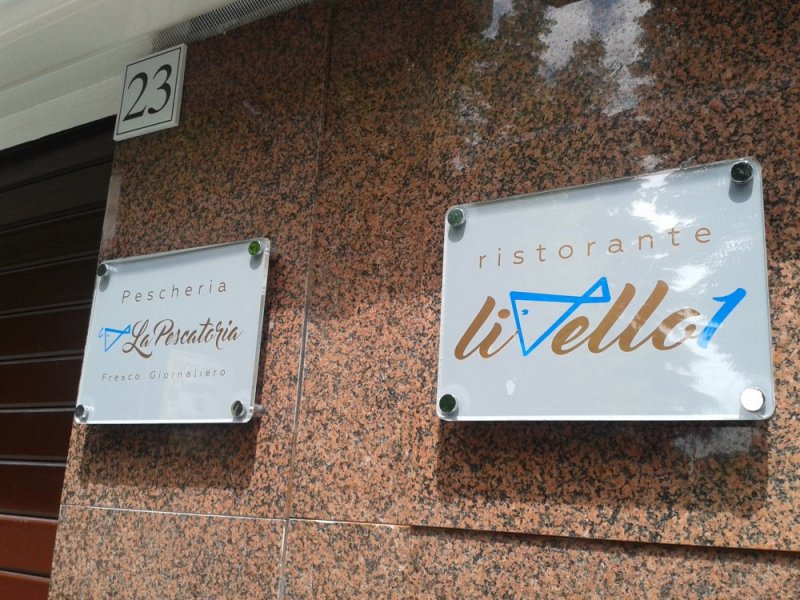 23
Pescheria
La Pescatoria
Fresco Giornaliero
ristorante
livello1